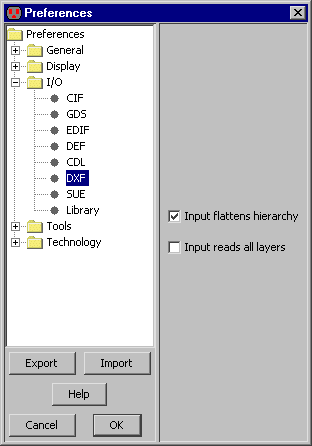 Preferences
Preferences
General
Display
I/O
CIF
GDS
EDIF
DEF
CDL
DXF
SUE
Library
Tools
Technology
Input flattens hierarchy
Input reads all layers
Export Import
Help
Cancel OK